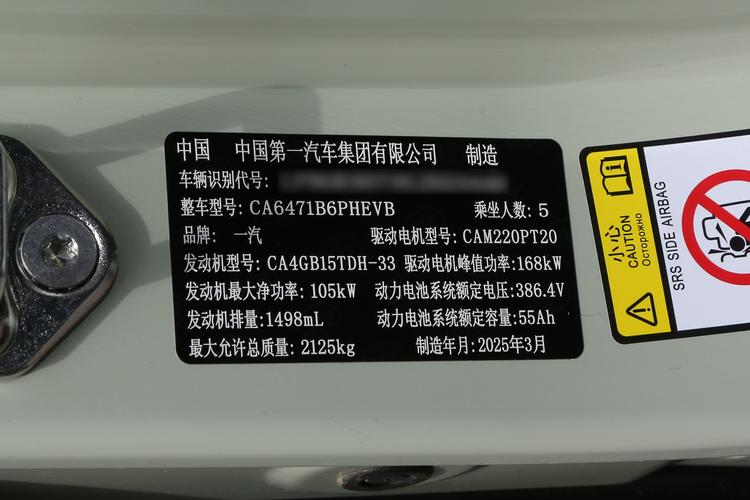 中国 中国第一汽车集团有限公司 制造
车辆识别代号:
整车型号: CA6471B6PHEVB 乘坐人数: 5
品牌: 一汽 驱动电机型号: CAM220PT20
发动机型号: CA4GB15TDH-33 驱动电机峰值功率: 168kW
发动机最大净功率: 105kW 动力电池系统额定电压: 386.4V
发动机排量: 1498mL 动力电池系统额定容量: 55Ah
最大允许总质量: 2125kg 制造年月: 2025年3月
小心
CAUTION
Осторожно
SRS SIDE AIRBAG